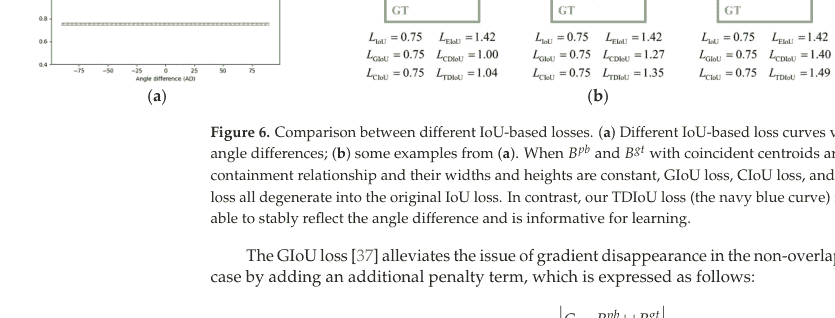 0.8
0.6
0.4
−75 −50 −25 0 25 50 75
Angle difference (AD)
(a)
GT GT GT
L_IoU = 0.75 L_EIoU = 1.42 L_IoU = 0.75 L_EIoU = 1.42 L_IoU = 0.75 L_EIoU = 1.42
L_GIoU = 0.75 L_CDIoU = 1.00 L_GIoU = 0.75 L_CDIoU = 1.27 L_GIoU = 0.75 L_CDIoU = 1.40
L_CIoU = 0.75 L_TDIoU = 1.04 L_CIoU = 0.75 L_TDIoU = 1.35 L_CIoU = 0.75 L_TDIoU = 1.49
(b)
Figure 6. Comparison between different IoU-based losses. (a) Different IoU-based loss curves
angle differences; (b) some examples from (a). When B^pb and B^gt with coincident centroids
containment relationship and their widths and heights are constant, GIoU loss, CIoU loss, and
loss all degenerate into the original IoU loss. In contrast, our TDIoU loss (the navy blue curve)
able to stably reflect the angle difference and is informative for learning.
The GIoU loss [37] alleviates the issue of gradient disappearance in the non-overlap
case by adding an additional penalty term, which is expressed as follows: